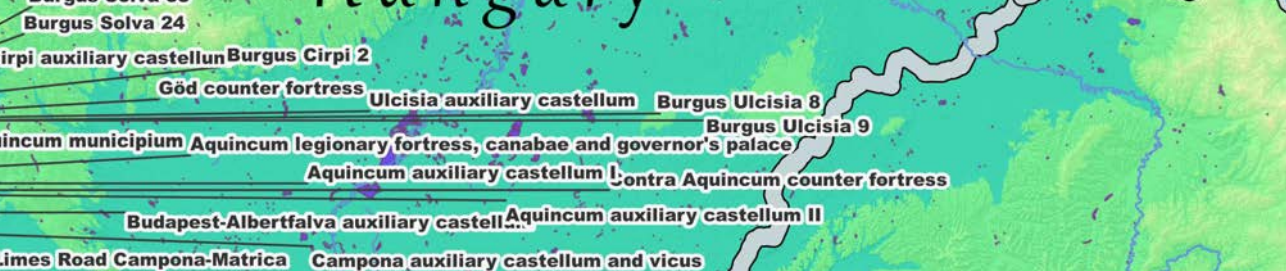 Hungary
Burgus Solva 24
irpi auxiliary castellun
Burgus Cirpi 2
Göd counter fortress
Ulcisia auxiliary castellum
Burgus Ulcisia 8
Burgus Ulcisia 9
incum municipium
Aquincum legionary fortress, canabae and governor's palace
Aquincum auxiliary castellum I
Contra Aquincum counter fortress
Aquincum auxiliary castellum II
Budapest-Albertfalva auxiliary castell
Limes Road Campona-Matrica
Campona auxiliary castellum and vicus